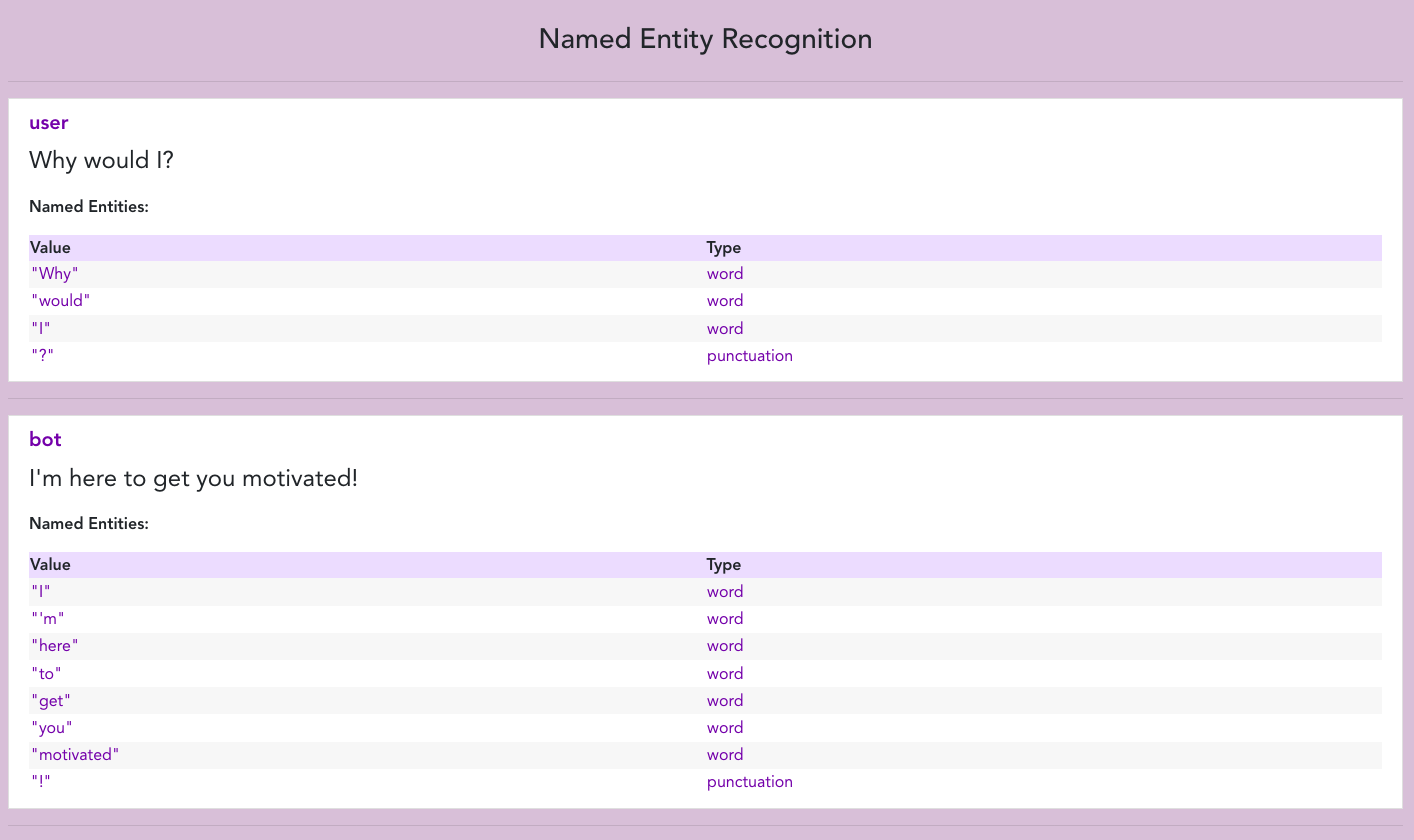 Named Entity Recognition
user
Why would I?
Named Entities:
Value Type
"Why" word
"would" word
"I" word
"?" punctuation
bot
I'm here to get you motivated!
Named Entities:
Value Type
"I" word
"'m" word
"here" word
"to" word
"get" word
"you" word
"motivated" word
"!" punctuation